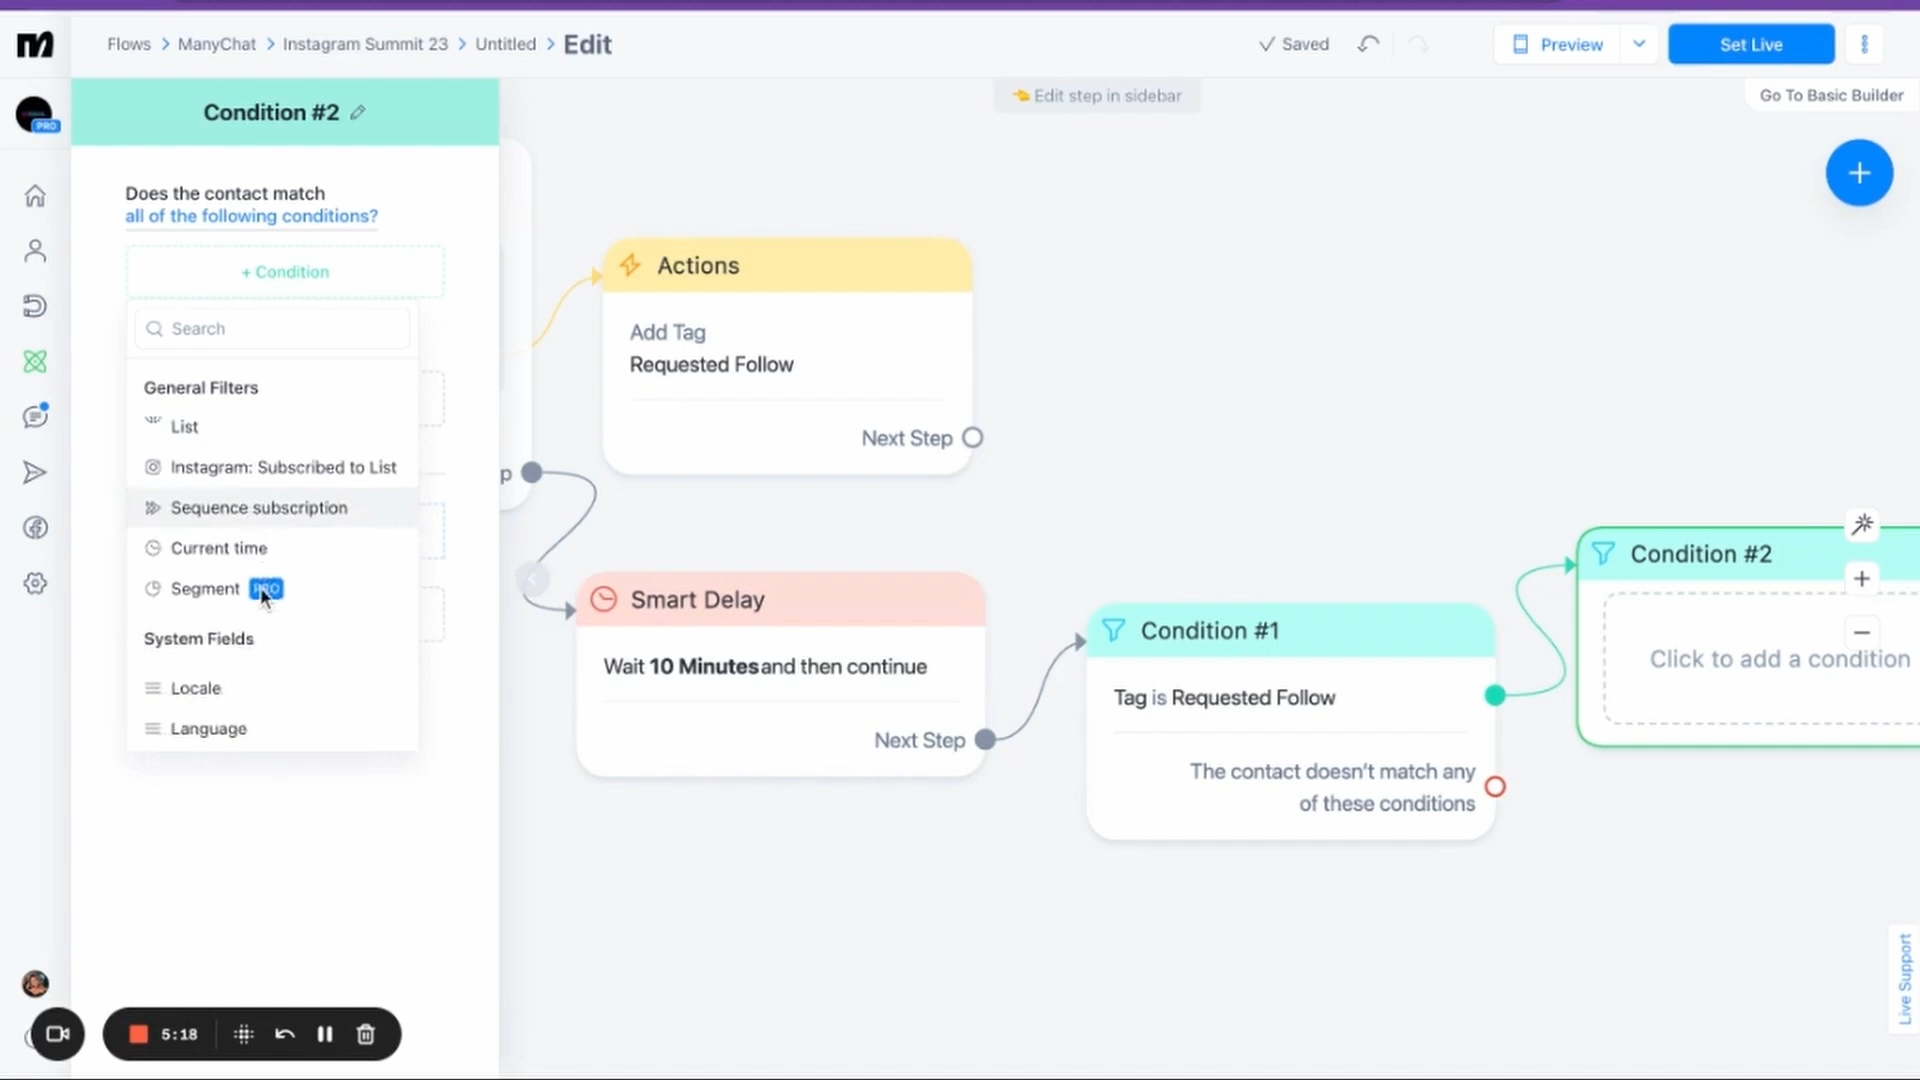 Flows > ManyChat > Instagram Summit 23 > Untitled > Edit
Saved
Preview
Set Live
Condition #2
👈 Edit step in sidebar
Go To Basic Builder
PRO
Does the contact match
all of the following conditions?
+ Condition
Search
General Filters
List
Instagram: Subscribed to List
Sequence subscription
Current time
Segment PRO
System Fields
Locale
Language
p
Actions
Add Tag
Requested Follow
Next Step
Smart Delay
Wait 10 Minutes and then continue
Next Step
Condition #1
Tag is Requested Follow
The contact doesn't match any
of these conditions
Condition #2
Click to add a condition
Live Support
5:18